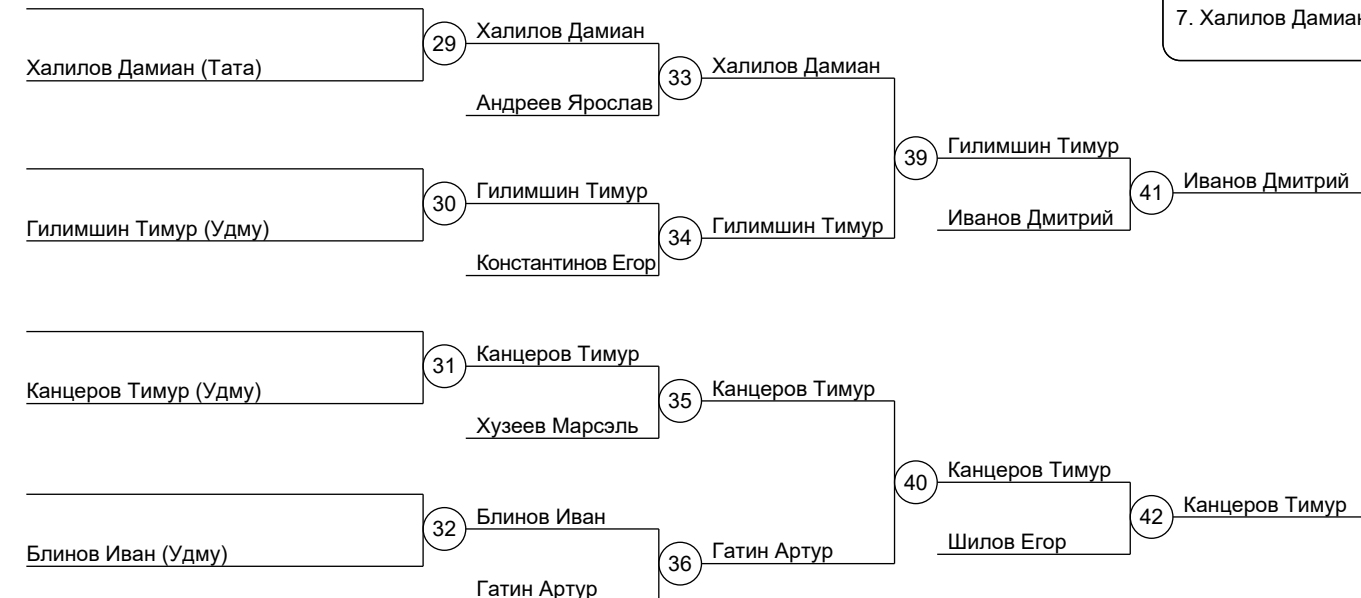 7. Халилов Дамиан
Халилов Дамиан
29
Халилов Дамиан (Тата)
Халилов Дамиан
33
Андреев Ярослав
Гилимшин Тимур
39
Иванов Дмитрий
41
Гилимшин Тимур
30
Иванов Дмитрий
Гилимшин Тимур (Удму)
Гилимшин Тимур
34
Константинов Егор
Канцеров Тимур
31
Канцеров Тимур (Удму)
Канцеров Тимур
35
Хузеев Марсэль
Канцеров Тимур
40
Канцеров Тимур
42
Блинов Иван
32
Шилов Егор
Блинов Иван (Удму)
Гатин Артур
36
Гатин Артур